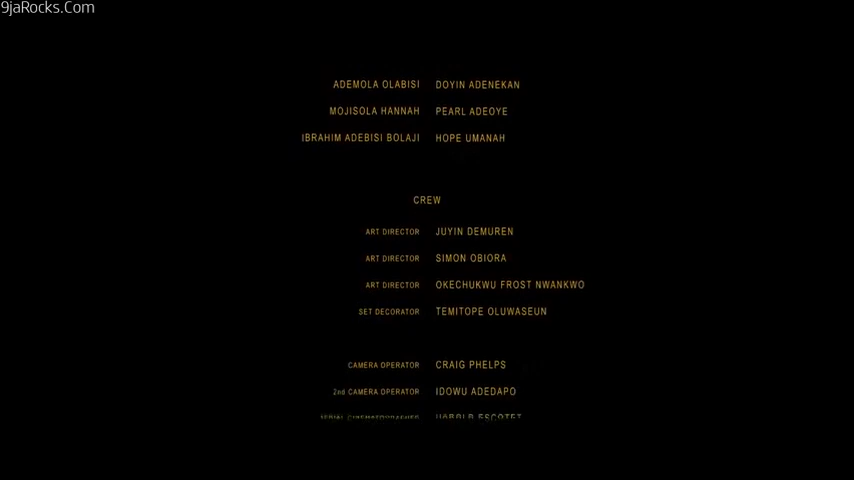 9jaRocks.Com
ADEMOLA OLABISI DOYIN ADENEKAN
MOJISOLA HANNAH PEARL ADEOYE
IBRAHIM ADEBISI BOLAJI HOPE UMANAH
CREW
ART DIRECTOR JUYIN DEMUREN
ART DIRECTOR SIMON OBIORA
ART DIRECTOR OKECHUKWU FROST NWANKWO
SET DECORATOR TEMITOPE OLUWASEUN
CAMERA OPERATOR CRAIG PHELPS
2nd CAMERA OPERATOR IDOWU ADEDAPO